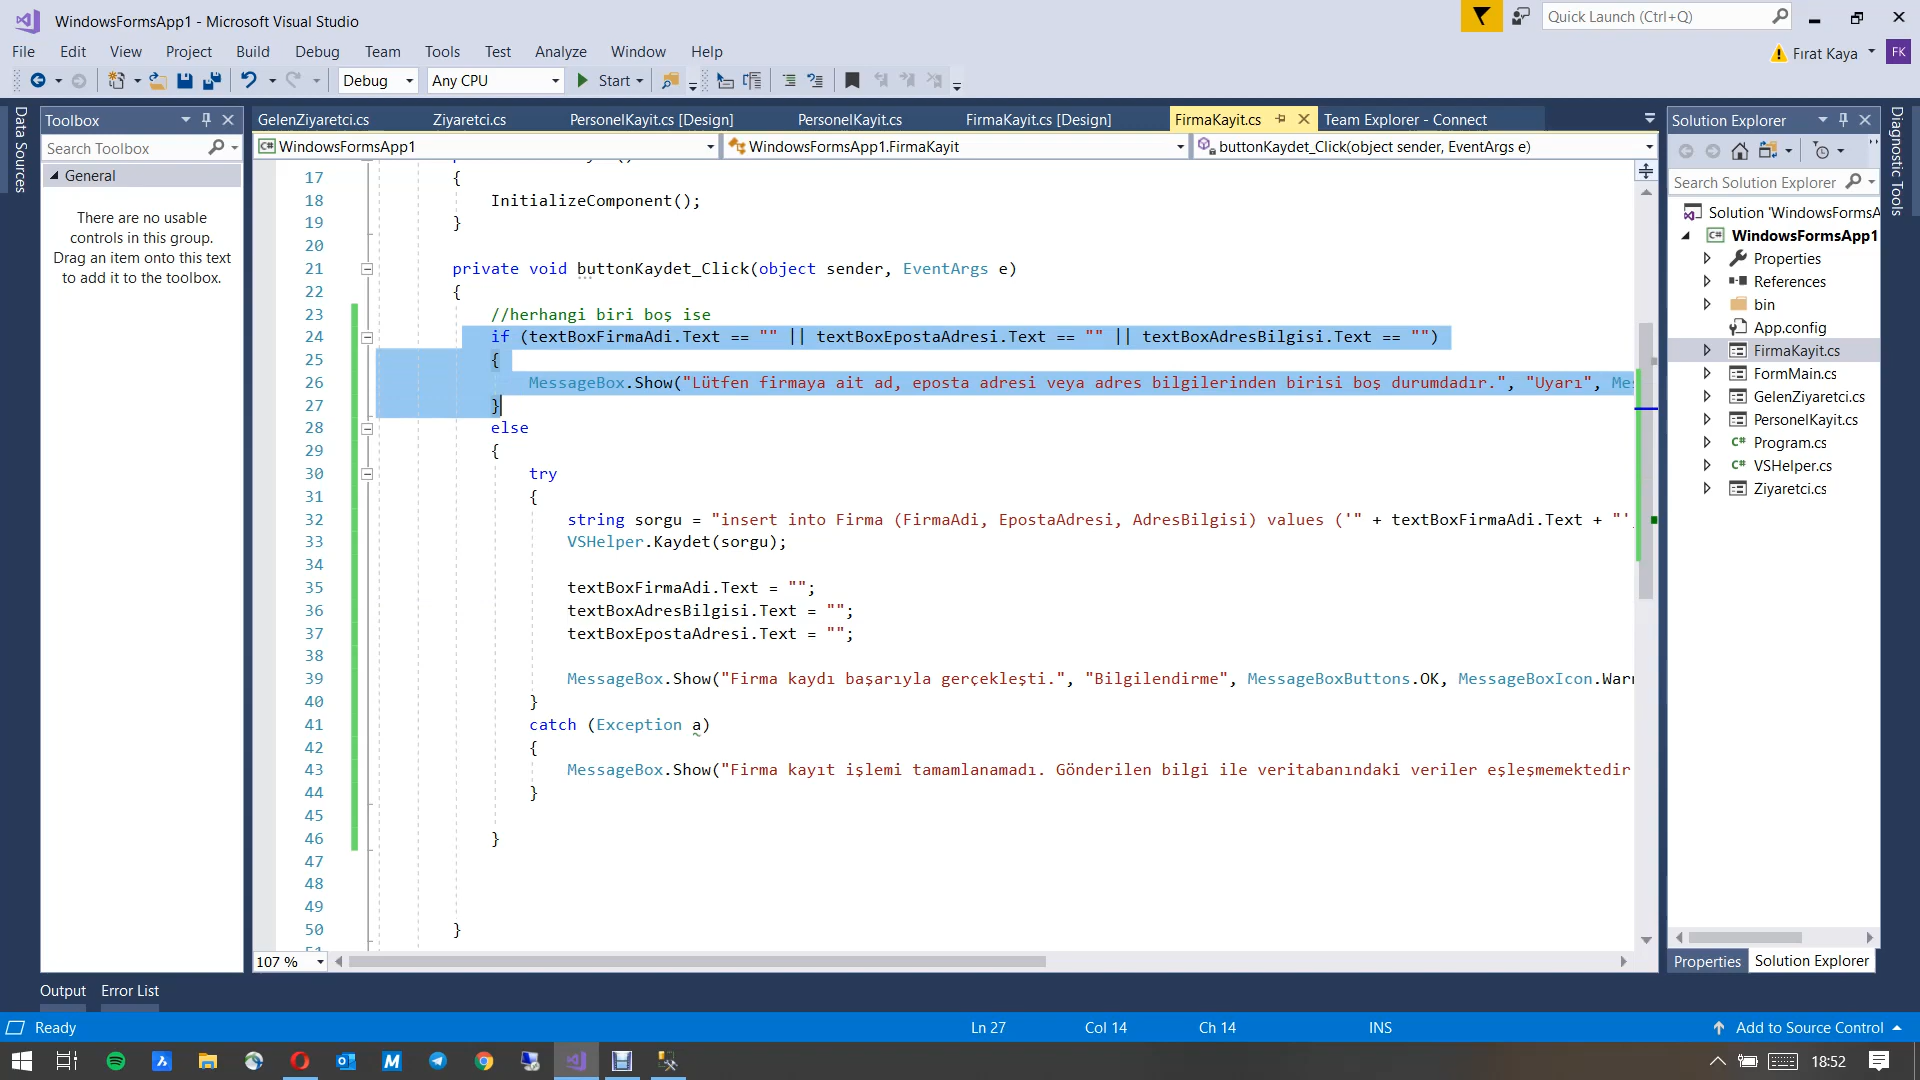 WindowsFormsApp1 - Microsoft Visual Studio
Quick Launch (Ctrl+Q)
File Edit View Project Build Debug Team Tools Test Analyze Window Help
Fırat Kaya FK
Debug Any CPU Start
Data Sources
Toolbox
Search Toolbox
General
There are no usable
controls in this group.
Drag an item onto this text
to add it to the toolbox.
GelenZiyaretci.cs Ziyaretci.cs PersonelKayit.cs [Design] PersonelKayit.cs FirmaKayit.cs [Design] FirmaKayit.cs Team Explorer - Connect
WindowsFormsApp1 WindowsFormsApp1.FirmaKayit buttonKaydet_Click(object sender, EventArgs e)
17 {
18 InitializeComponent();
19 }
20
21 private void buttonKaydet_Click(object sender, EventArgs e)
22 {
23 //herhangi biri boş ise
24 if (textBoxFirmaAdi.Text == "" || textBoxEpostaAdresi.Text == "" || textBoxAdresBilgisi.Text == "")
25 {
26 MessageBox.Show("Lütfen firmaya ait ad, eposta adresi veya adres bilgilerinden birisi boş durumdadır.", "Uyarı", Mes
27 }
28 else
29 {
30 try
31 {
32 string sorgu = "insert into Firma (FirmaAdi, EpostaAdresi, AdresBilgisi) values ('" + textBoxFirmaAdi.Text + "',
33 VSHelper.Kaydet(sorgu);
34
35 textBoxFirmaAdi.Text = "";
36 textBoxAdresBilgisi.Text = "";
37 textBoxEpostaAdresi.Text = "";
38
39 MessageBox.Show("Firma kaydı başarıyla gerçekleşti.", "Bilgilendirme", MessageBoxButtons.OK, MessageBoxIcon.Warn
40 }
41 catch (Exception a)
42 {
43 MessageBox.Show("Firma kayıt işlemi tamamlanamadı. Gönderilen bilgi ile veritabanındaki veriler eşleşmemektedir
44 }
45
46 }
47
48
49
50 }
107 %
Solution Explorer
Search Solution Explorer
Solution 'WindowsFormsA
WindowsFormsApp1
Properties
References
bin
App.config
FirmaKayit.cs
FormMain.cs
GelenZiyaretci.cs
PersonelKayit.cs
Program.cs
VSHelper.cs
Ziyaretci.cs
Properties Solution Explorer
Diagnostic Tools
Output Error List
Ready Ln 27 Col 14 Ch 14 INS Add to Source Control
18:52